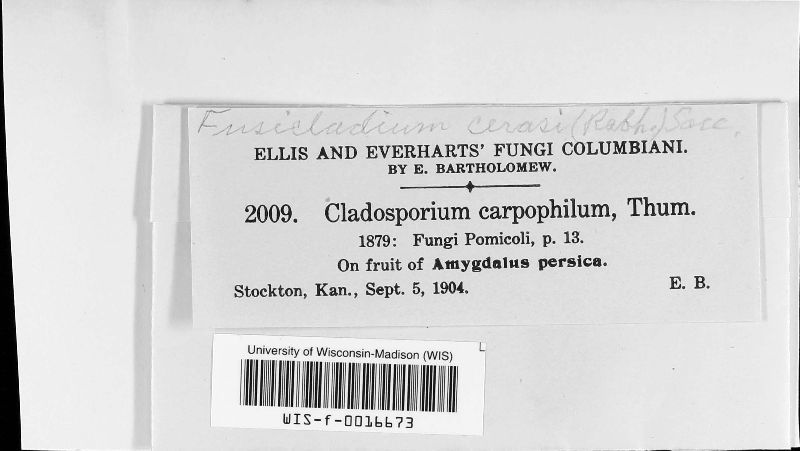 Fusicladium cerasi (Rabh.) Sacc.
ELLIS AND EVERHARTS' FUNGI COLUMBIANI.
BY E. BARTHOLOMEW.
2009. Cladosporium carpophilum, Thum.
1879: Fungi Pomicoli, p. 13.
On fruit of Amygdalus persica.
Stockton, Kan., Sept. 5, 1904. E. B.
University of Wisconsin-Madison (WIS)
WIS-f-0016673